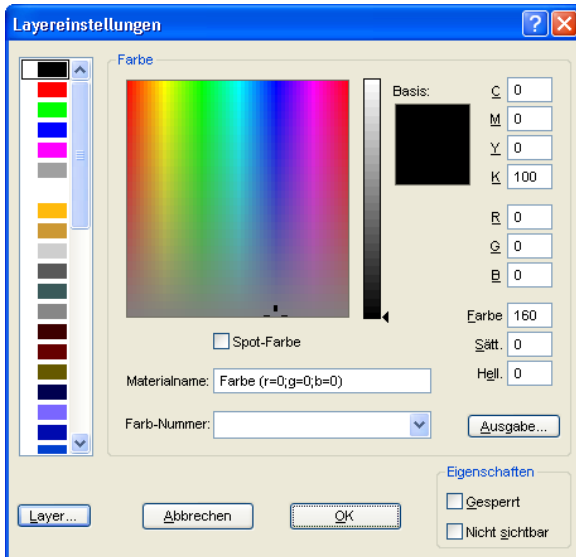 Layereinstellungen
Farbe
Basis:
C 0
M 0
Y 0
K 100
R 0
G 0
B 0
Farbe 160
Sätt. 0
Hell. 0
Spot-Farbe
Materialname: Farbe (r=0;g=0;b=0)
Farb-Nummer:
Ausgabe...
Eigenschaften
Gesperrt
Nicht sichtbar
Layer...
Abbrechen
OK